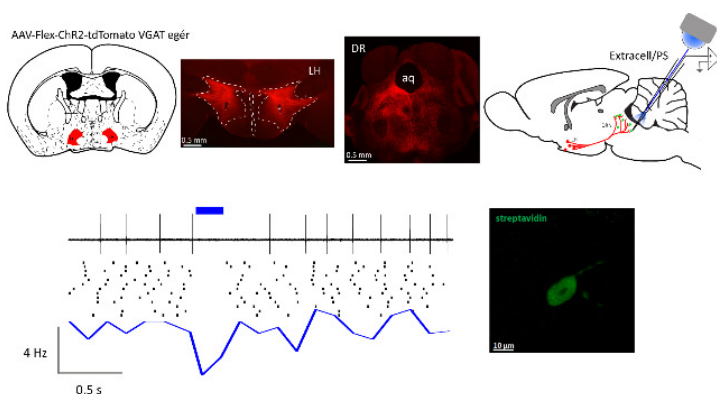 AAV-Flex-ChR2-tdTomato VGAT egér
LH
0.5 mm
DR
aq
0.5 mm
Extracell/PS
streptavidin
10 µm
4 Hz
0.5 s